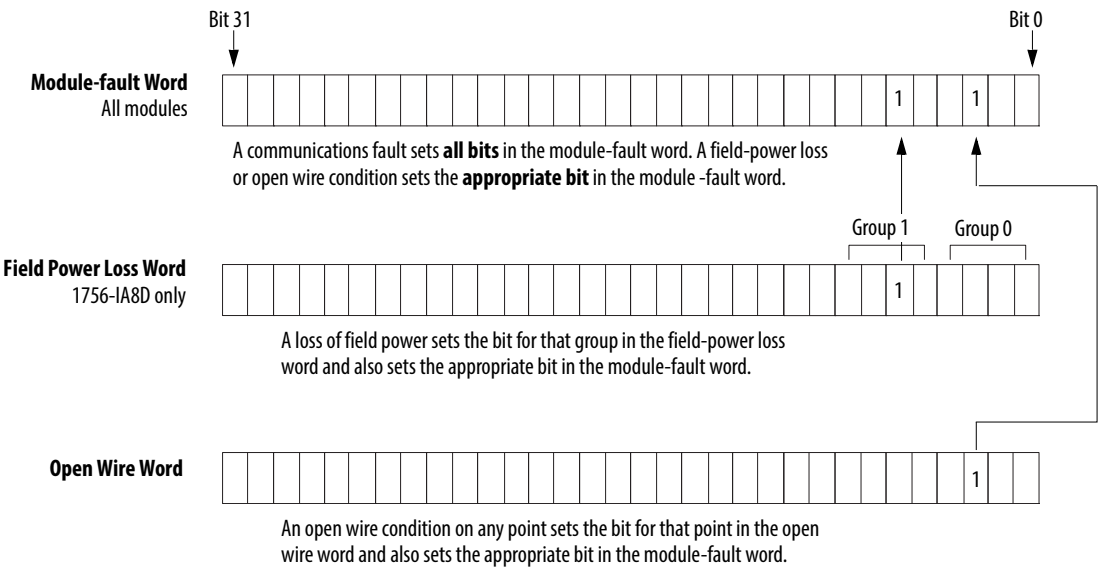 Bit 31
Bit 0
Module-fault Word
All modules
1
1
A communications fault sets all bits in the module-fault word. A field-power loss
or open wire condition sets the appropriate bit in the module -fault word.
Group 1
Group 0
Field Power Loss Word
1756-IA8D only
1
A loss of field power sets the bit for that group in the field-power loss
word and also sets the appropriate bit in the module-fault word.
Open Wire Word
1
An open wire condition on any point sets the bit for that point in the open
wire word and also sets the appropriate bit in the module-fault word.